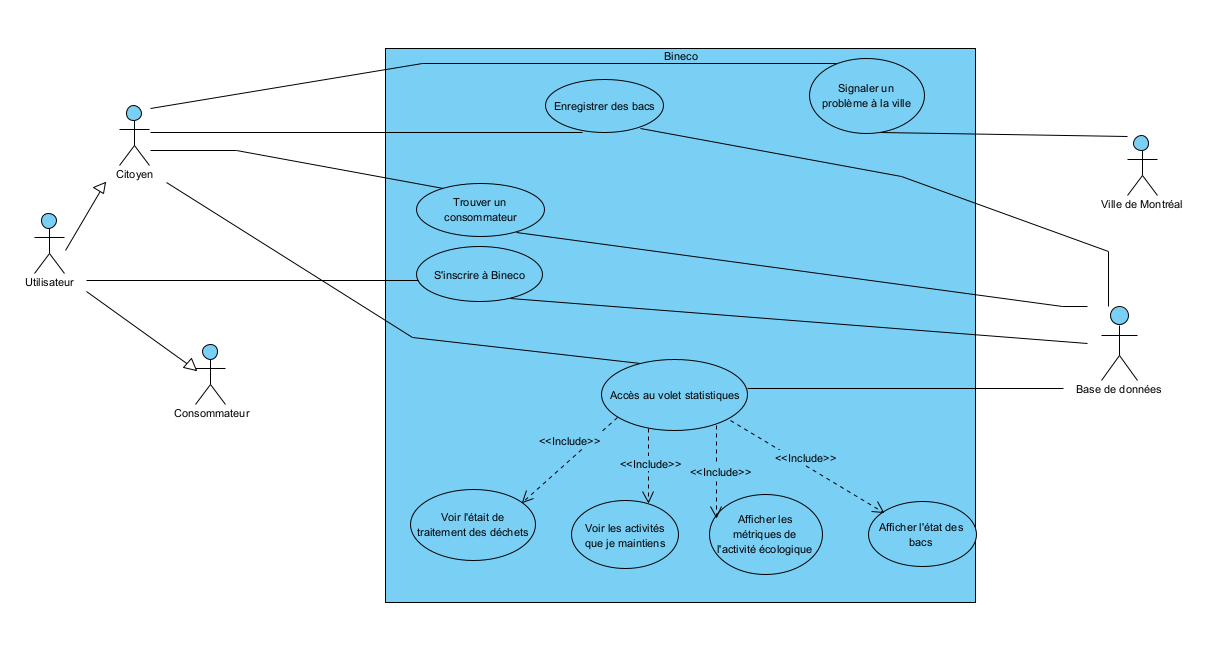 Bineco
Signaler un
problème à la ville
Enregistrer des bacs
Citoyen
Ville de Montréal
Trouver un
consommateur
S'inscrire à Bineco
Utilisateur
Base de données
Accès au volet statistiques
Consommateur
<<Include>>
<<Include>>
<<Include>>
<<Include>>
Voir l'était de
traitement des déchets
Voir les activités
que je maintiens
Afficher les
métriques de
l'activité écologique
Afficher l'état des
bacs